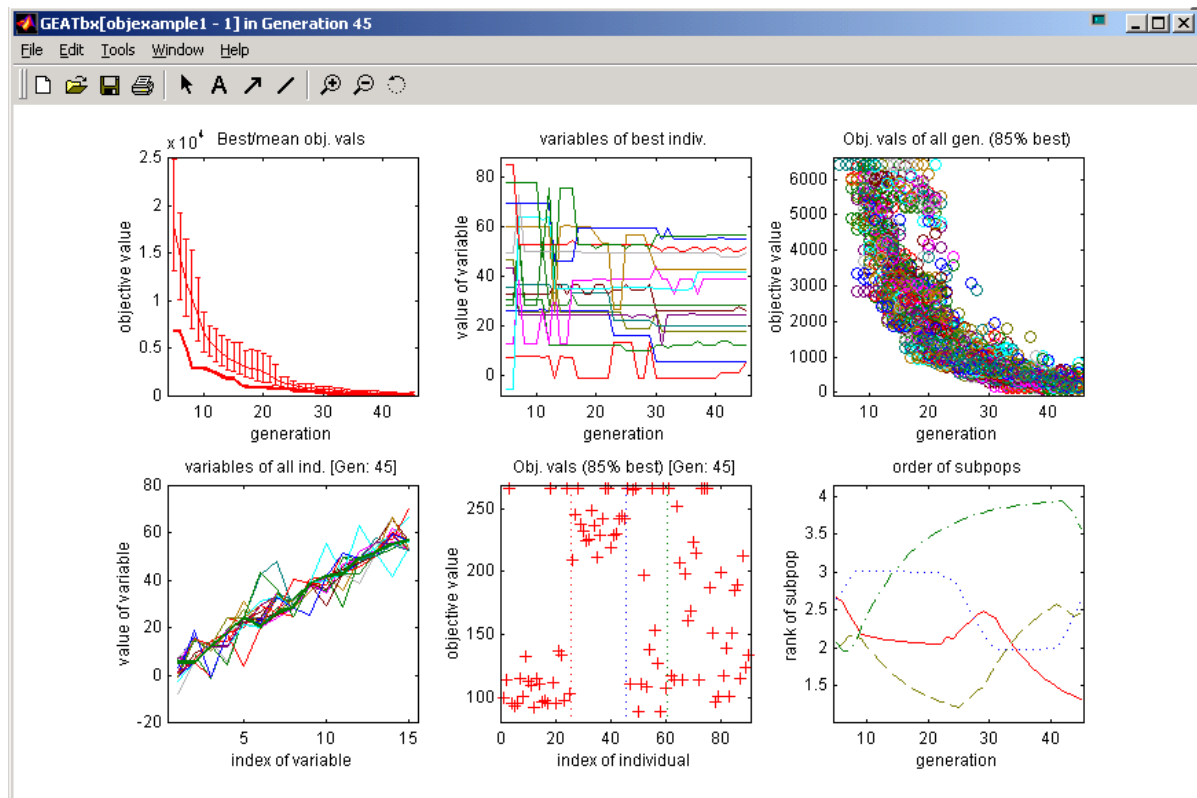 GEATbx[objexample1 - 1] in Generation 45
File Edit Tools Window Help
x 10^4
Best/mean obj. vals
2.5
2
1.5
1
0.5
0
10 20 30 40
objective value
generation
variables of best indiv.
80
60
40
20
0
10 20 30 40
value of variable
generation
Obj. vals of all gen. (85% best)
6000
5000
4000
3000
2000
1000
0
10 20 30 40
objective value
generation
variables of all ind. [Gen: 45]
80
60
40
20
0
-20
5 10 15
value of variable
index of variable
Obj. vals (85% best) [Gen: 45]
250
200
150
100
0 20 40 60 80
objective value
index of individual
order of subpops
4
3.5
3
2.5
2
1.5
10 20 30 40
rank of subpop
generation